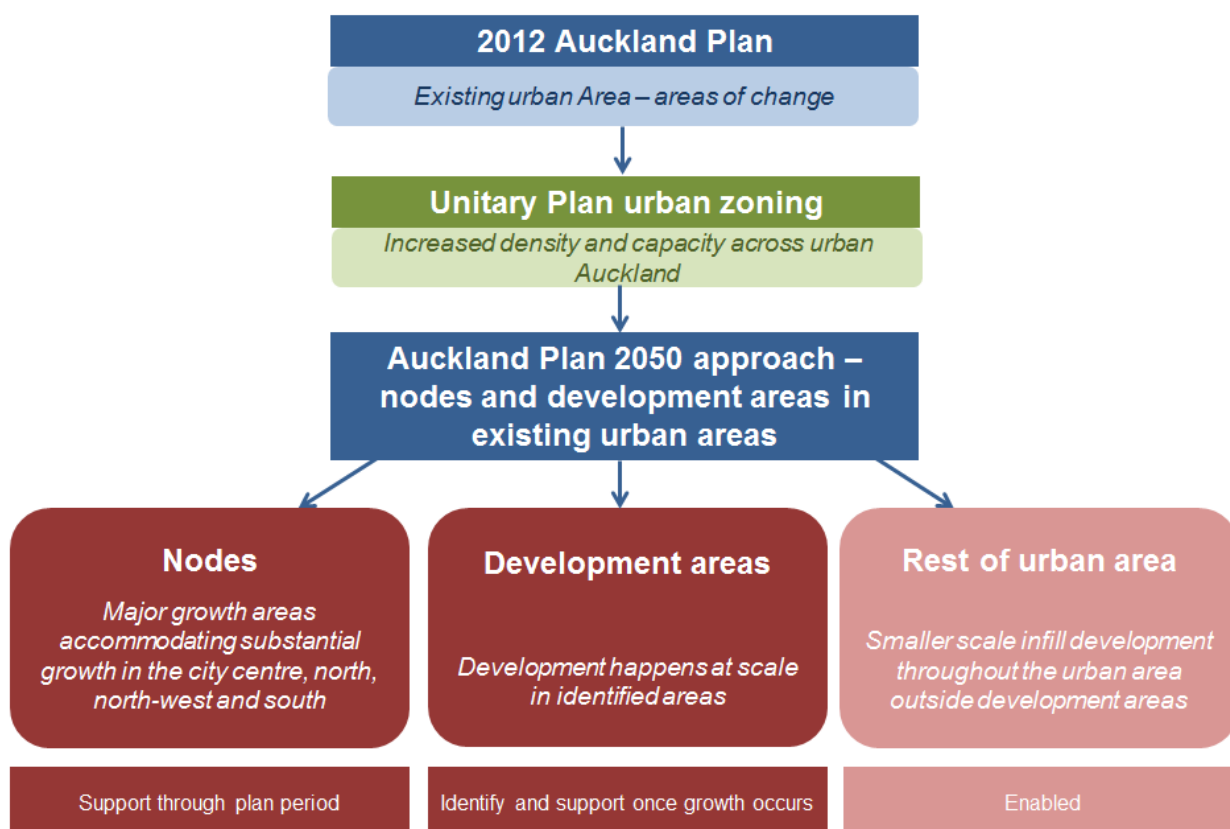 2012 Auckland Plan
Existing urban Area – areas of change
Unitary Plan urban zoning
Increased density and capacity across urban
Auckland
Auckland Plan 2050 approach –
nodes and development areas in
existing urban areas
Nodes
Major growth areas
accommodating substantial
growth in the city centre, north,
north-west and south
Support through plan period
Development areas
Development happens at scale
in identified areas
Identify and support once growth occurs
Rest of urban area
Smaller scale infill development
throughout the urban area
outside development areas
Enabled